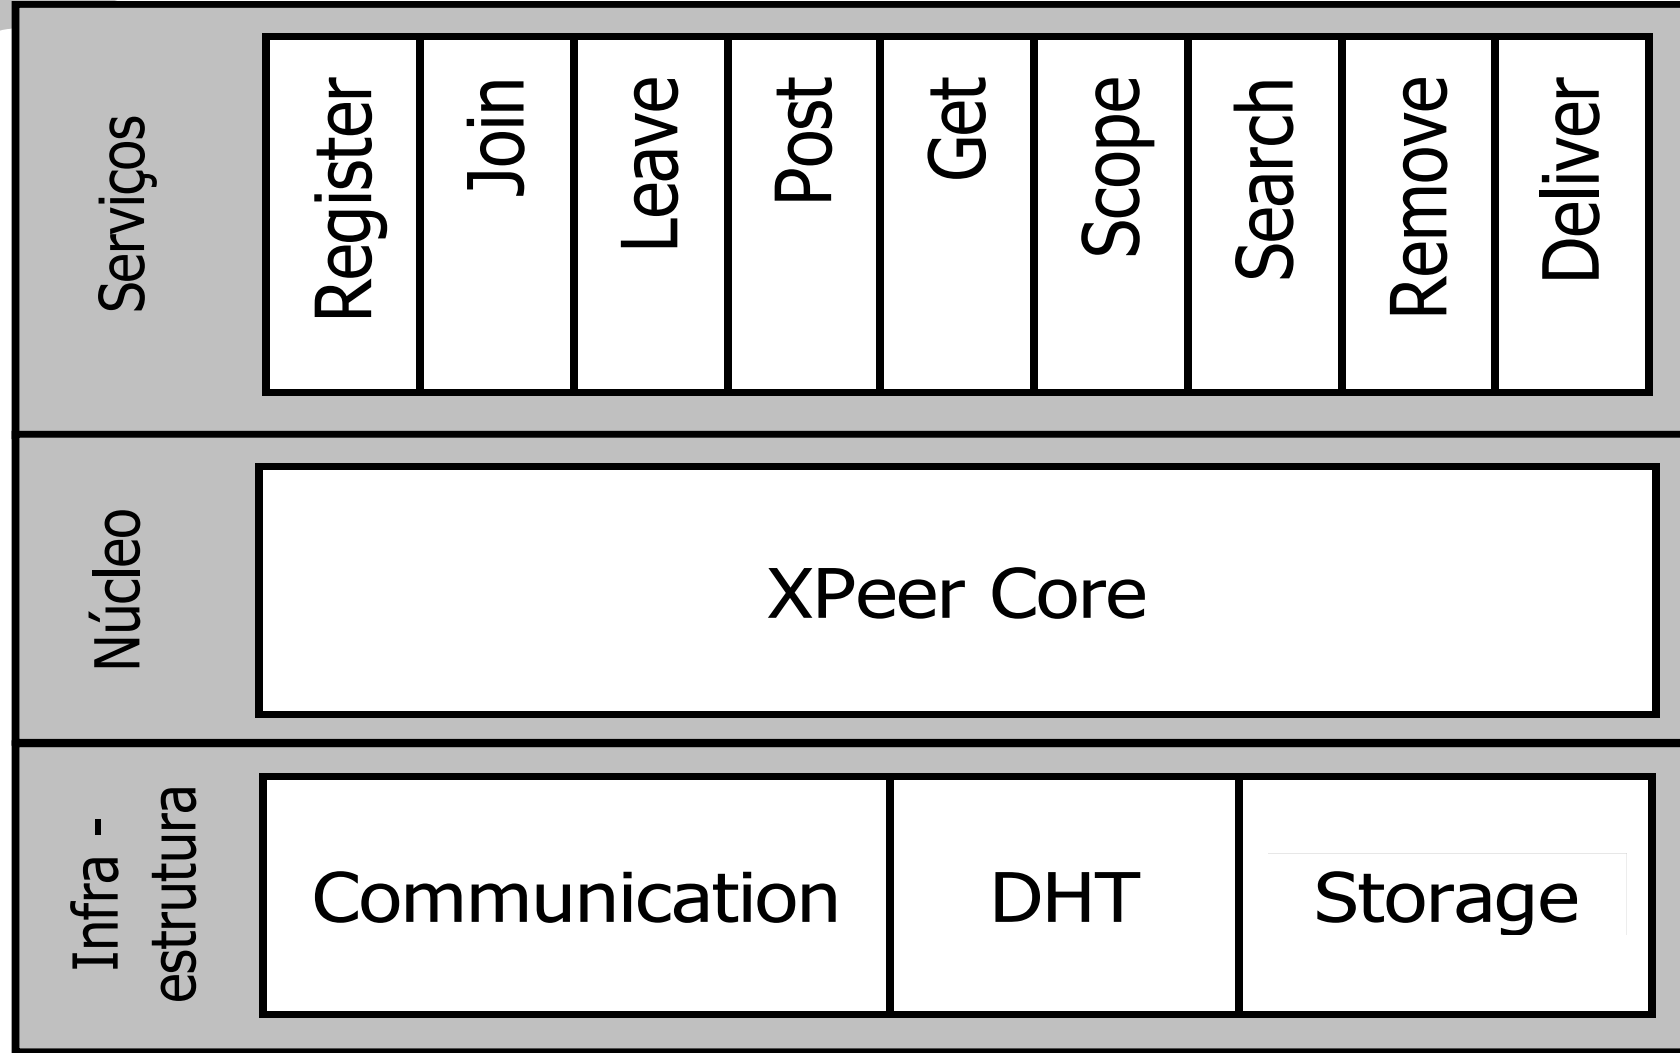 Serviços
Register
Join
Leave
Post
Get
Scope
Search
Remove
Deliver
Núcleo
XPeer Core
Infra -
estrutura
Communication
DHT
Storage